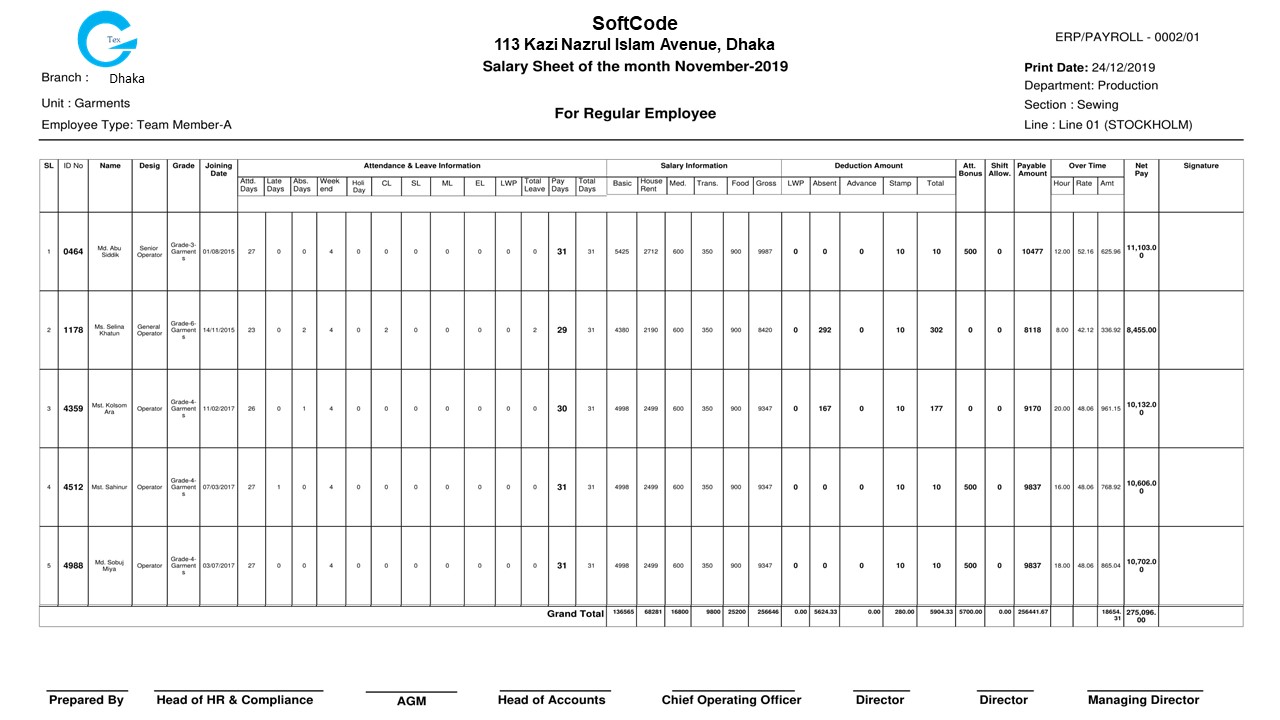 SoftCode
113 Kazi Nazrul Islam Avenue, Dhaka
Salary Sheet of the month November-2019
For Regular Employee
Tex
Branch : Dhaka
Unit : Garments
Employee Type: Team Member-A
ERP/PAYROLL - 0002/01
Print Date: 24/12/2019
Department: Production
Section : Sewing
Line : Line 01 (STOCKHOLM)
SL ID No Name Desig Grade Joining Date Attendance & Leave Information Salary Information Deduction Amount Att. Bonus Shift Allow. Payable Amount Over Time Net Pay Signature
Att​d. Days Late Days Abs. Days Week end Holi Day CL SL ML EL LWP Total Leave Pay Days Total Days Basic House Rent Med. Trans. Food Gross LWP Absent Advance Stamp Total Hour Rate Amt
1 0464 Md. Abu Siddik Senior Operator Grade-3-Garments 01/08/2015 27 0 0 4 0 0 0 0 0 0 0 31 31 5425 2712 600 350 900 9987 0 0 0 10 10 500 0 10477 12.00 52.16 625.96 11,103.00
2 1178 Ms. Selina Khatun General Operator Grade-6-Garments 14/11/2015 23 0 2 4 0 2 0 0 0 0 2 29 31 4380 2190 600 350 900 8420 0 292 0 10 302 0 0 8118 8.00 42.12 336.92 8,455.00
3 4359 Mst. Kolsom Ara Operator Grade-4-Garments 11/02/2017 26 0 1 4 0 0 0 0 0 0 0 30 31 4998 2499 600 350 900 9347 0 167 0 10 177 0 0 9170 20.00 48.06 961.15 10,132.00
4 4512 Mst. Sahinur Operator Grade-4-Garments 07/03/2017 27 1 0 4 0 0 0 0 0 0 0 31 31 4998 2499 600 350 900 9347 0 0 0 10 10 500 0 9837 16.00 48.06 768.92 10,606.00
5 4988 Md. Sobuj Miya Operator Grade-4-Garments 03/07/2017 27 0 0 4 0 0 0 0 0 0 0 31 31 4998 2499 600 350 900 9347 0 0 0 10 10 500 0 9837 18.00 48.06 865.04 10,702.00
Grand Total 136565 68281 16800 9800 25200 256646 0.00 5624.33 0.00 280.00 5904.33 5700.00 0.00 256441.67 18654.31 275,096.00
Prepared By Head of HR & Compliance AGM Head of Accounts Chief Operating Officer Director Director Managing Director